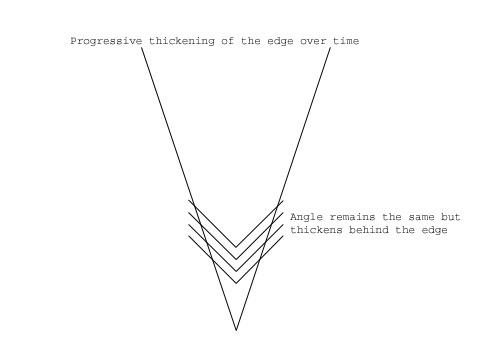 Progressive thickening of the edge over time
Angle remains the same but
thickens behind the edge